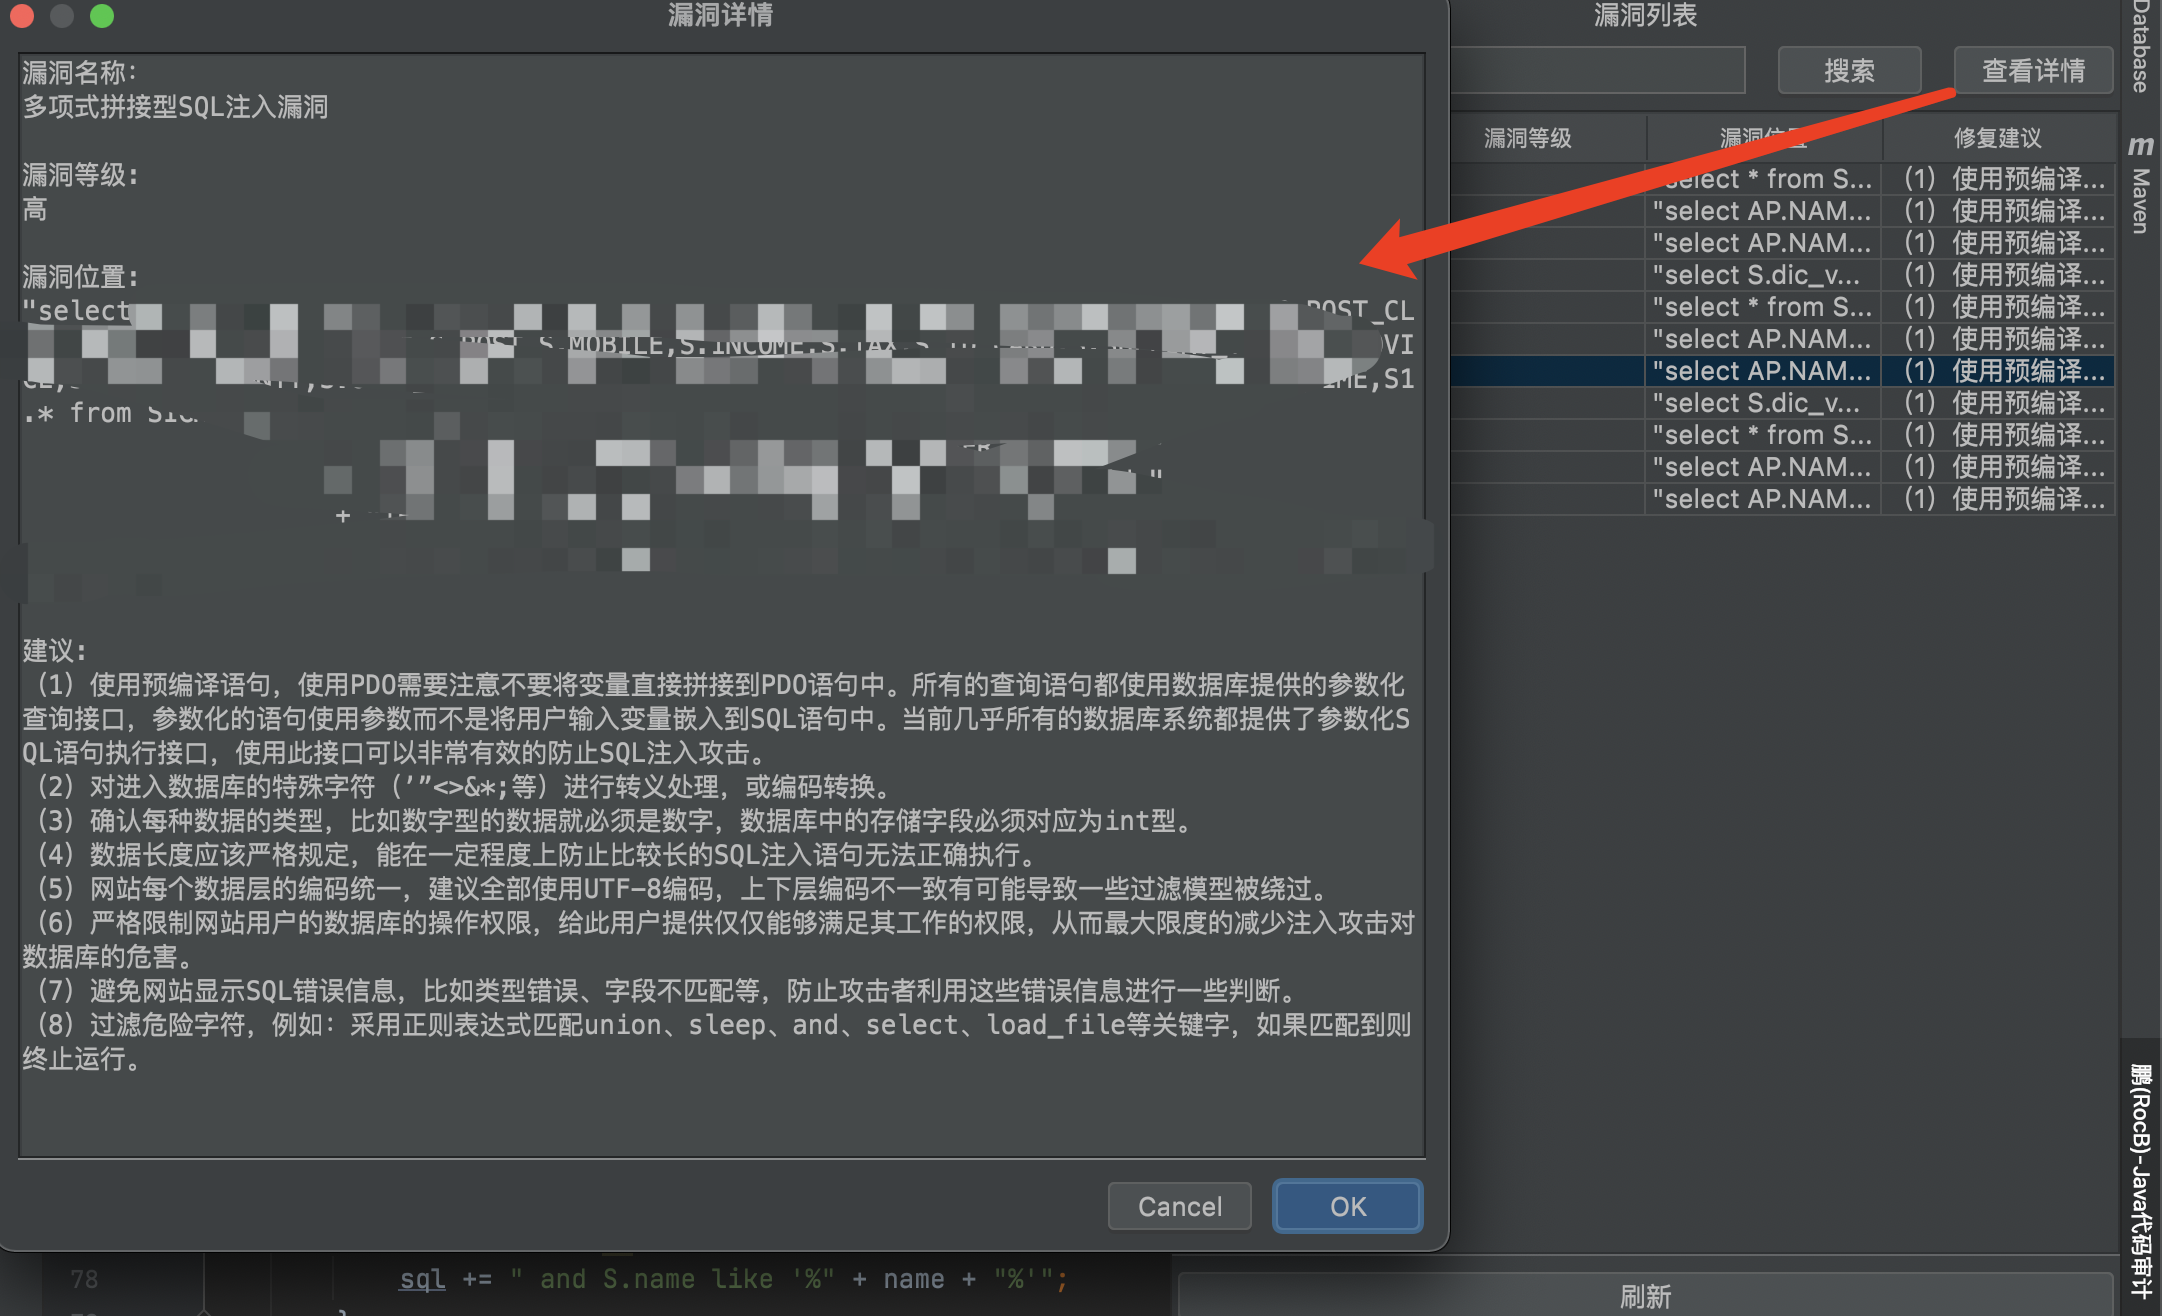 漏洞详情
漏洞名称:
多项式拼接型SQL注入漏洞
漏洞等级:
高
漏洞位置:
"select
POST_CL
S.MOBILE,S.INCOME,S.TAX
VI
IME,S1
.* from SIC
"
+
建议:
(1) 使用预编译语句，使用PDO需要注意不要将变量直接拼接到PDO语句中。所有的查询语句都使用数据库提供的参数化
查询接口，参数化的语句使用参数而不是将用户输入变量嵌入到SQL语句中。当前几乎所有的数据库系统都提供了参数化S
QL语句执行接口，使用此接口可以非常有效的防止SQL注入攻击。
(2) 对进入数据库的特殊字符（’”<>&*;等）进行转义处理，或编码转换。
(3) 确认每种数据的类型，比如数字型的数据就必须是数字，数据库中的存储字段必须对应为int型。
(4) 数据长度应该严格规定，能在一定程度上防止比较长的SQL注入语句无法正确执行。
(5) 网站每个数据层的编码统一，建议全部使用UTF-8编码，上下层编码不一致有可能导致一些过滤模型被绕过。
(6) 严格限制网站用户的数据库的操作权限，给此用户提供仅仅能够满足其工作的权限，从而最大限度的减少注入攻击对
数据库的危害。
(7) 避免网站显示SQL错误信息，比如类型错误、字段不匹配等，防止攻击者利用这些错误信息进行一些判断。
(8) 过滤危险字符，例如：采用正则表达式匹配union、sleep、and、select、load_file等关键字，如果匹配到则
终止运行。
Cancel OK
78 sql += " and S.name like '%" + name + "%'";
}
漏洞列表
搜索 查看详情
漏洞等级 漏洞位置 修复建议
"select * from S... (1) 使用预编译...
"select AP.NAM... (1) 使用预编译...
"select AP.NAM... (1) 使用预编译...
"select S.dic_v... (1) 使用预编译...
"select * from S... (1) 使用预编译...
"select AP.NAM... (1) 使用预编译...
"select AP.NAM... (1) 使用预编译...
"select S.dic_v... (1) 使用预编译...
"select * from S... (1) 使用预编译...
"select AP.NAM... (1) 使用预编译...
"select AP.NAM... (1) 使用预编译...
刷新
Database
m Maven
鹏(RocB)-Java代码审计